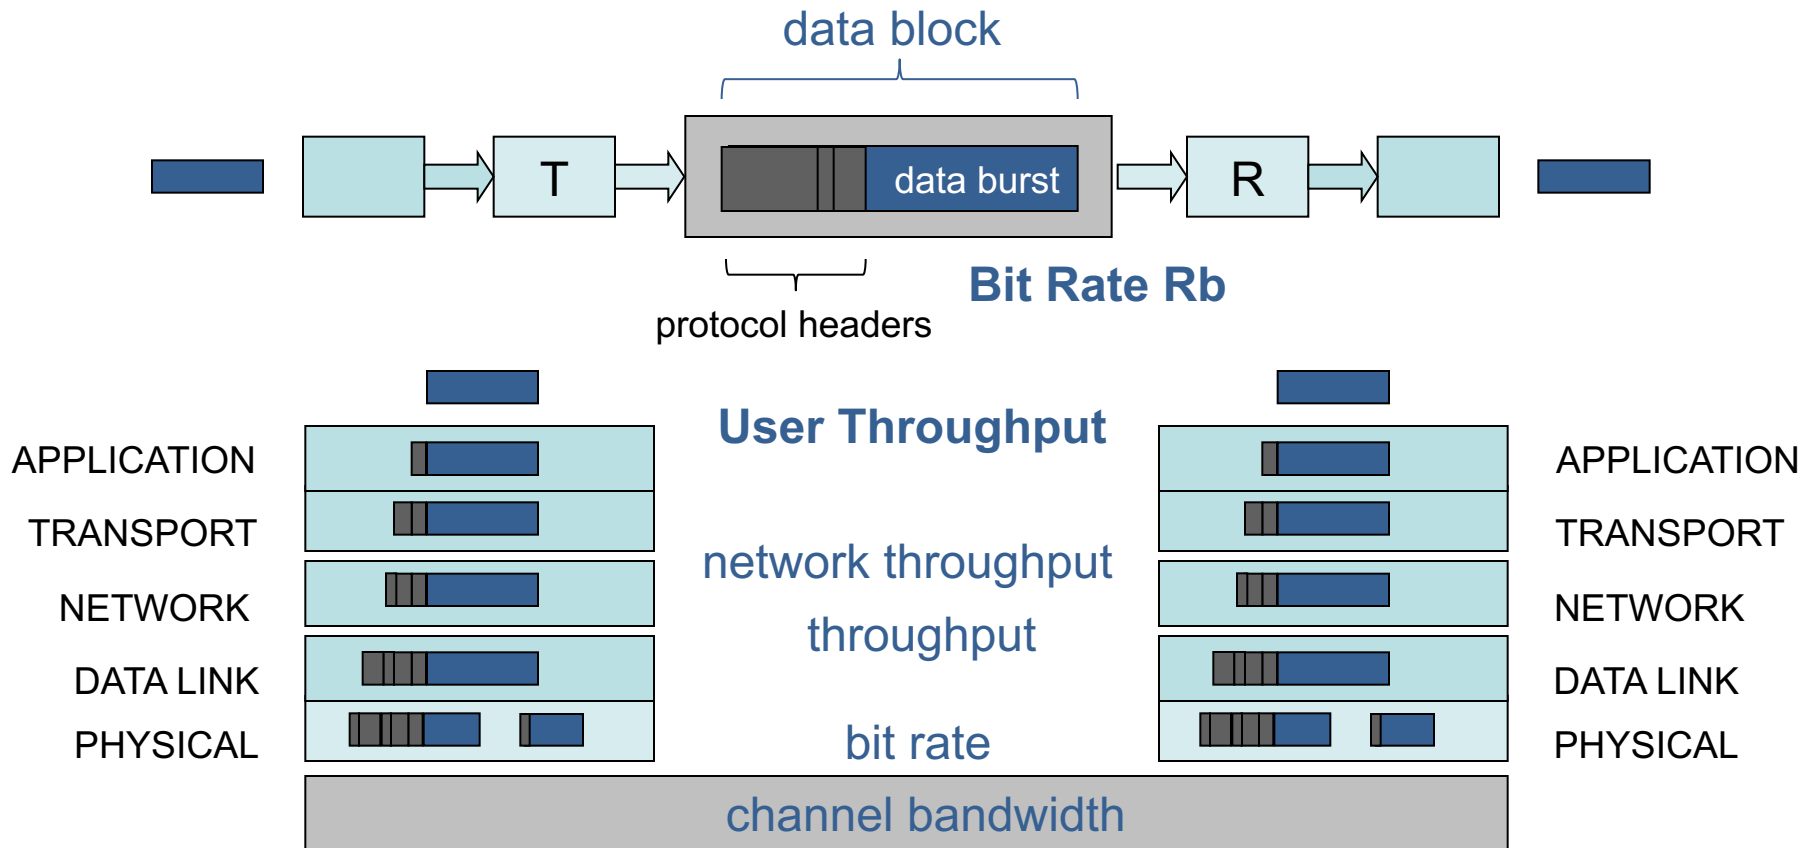 data block
T
data burst
R
Bit Rate Rb
protocol headers
User Throughput
APPLICATION
APPLICATION
TRANSPORT
TRANSPORT
network throughput
NETWORK
NETWORK
throughput
DATA LINK
DATA LINK
PHYSICAL
bit rate
PHYSICAL
channel bandwidth